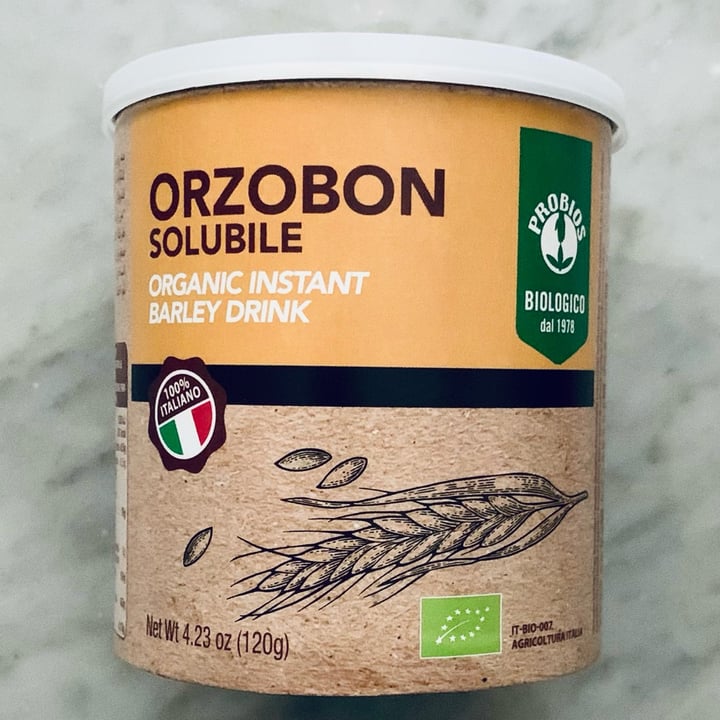 ORZOBON
SOLUBILE
ORGANIC INSTANT
BARLEY DRINK
PROBIOS
BIOLOGICO
dal 1978
100%
ITALIANO
Net Wt 4.23 oz (120g)
IT-BIO-007
AGRICOLTURA ITALIA